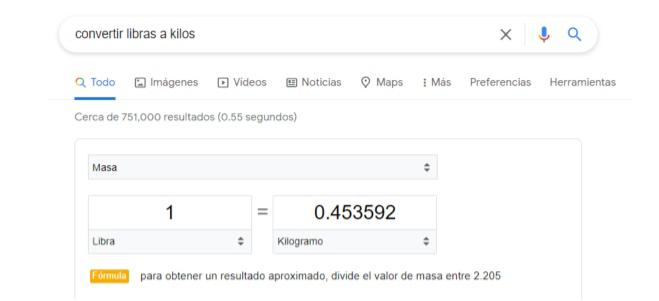 convertir libras a kilos
Todo Imágenes Videos Noticias Maps Más Preferencias Herramientas
Cerca de 751,000 resultados (0.55 segundos)
Masa
1 = 0.453592
Libra Kilogramo
Fórmula para obtener un resultado aproximado, divide el valor de masa entre 2.205